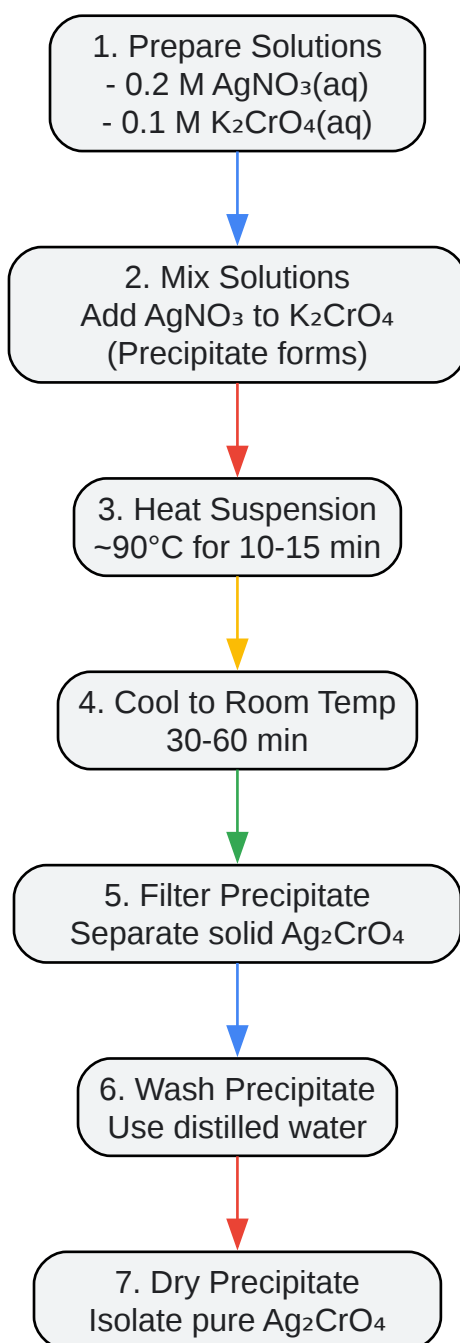 1. Prepare Solutions
- 0.2 M AgNO₃(aq)
- 0.1 M K₂CrO₄(aq)
2. Mix Solutions
Add AgNO₃ to K₂CrO₄
(Precipitate forms)
3. Heat Suspension
~90°C for 10-15 min
4. Cool to Room Temp
30-60 min
5. Filter Precipitate
Separate solid Ag₂CrO₄
6. Wash Precipitate
Use distilled water
7. Dry Precipitate
Isolate pure Ag₂CrO₄